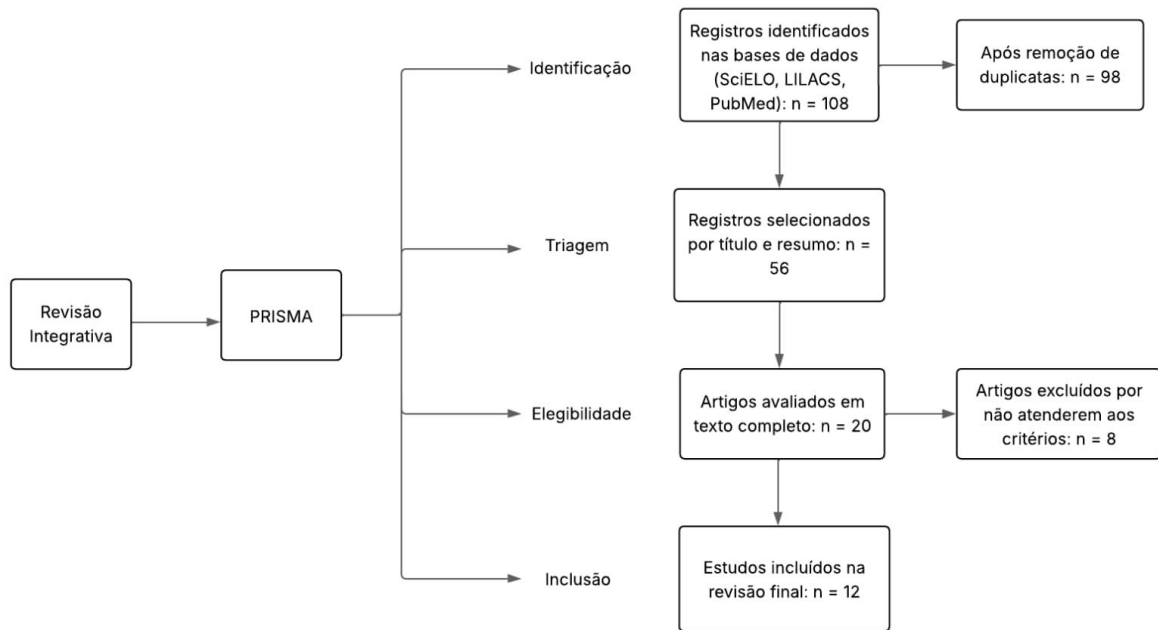 Identificação
Registros identificados
nas bases de dados
(SciELO, LILACS,
PubMed): n = 108
Após remoção de
duplicatas: n = 98
Triagem
Registros selecionados
por título e resumo: n =
56
Revisão
Integrativa
PRISMA
Elegibilidade
Artigos avaliados em
texto completo: n = 20
Artigos excluídos por
não atenderem aos
critérios: n = 8
Inclusão
Estudos incluídos na
revisão final: n = 12